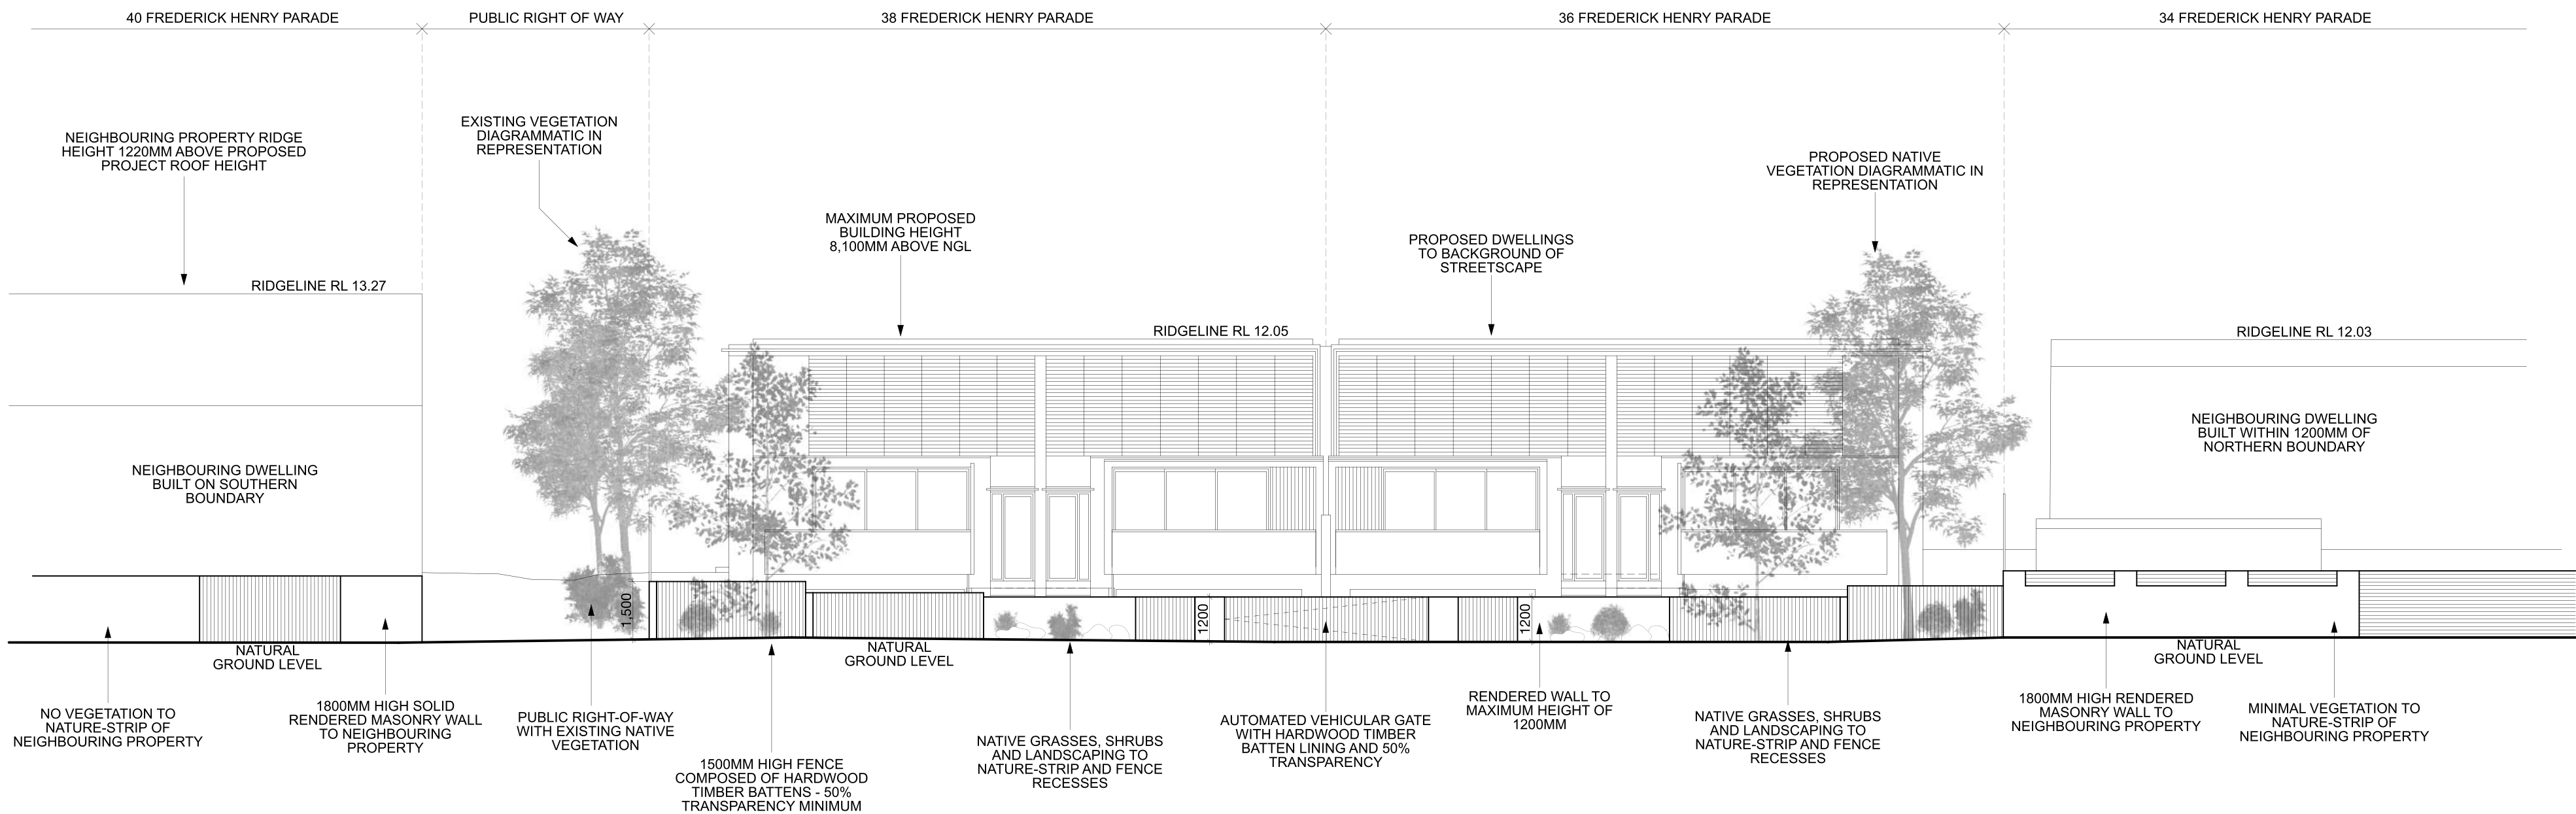 40 FREDERICK HENRY PARADE
PUBLIC RIGHT OF WAY
38 FREDERICK HENRY PARADE
36 FREDERICK HENRY PARADE
34 FREDERICK HENRY PARADE
NEIGHBOURING PROPERTY RIDGE
HEIGHT 1220MM ABOVE PROPOSED
PROJECT ROOF HEIGHT
EXISTING VEGETATION
DIAGRAMMATIC IN
REPRESENTATION
MAXIMUM PROPOSED
BUILDING HEIGHT
8,100MM ABOVE NGL
PROPOSED DWELLINGS
TO BACKGROUND OF
STREETSCAPE
PROPOSED NATIVE
VEGETATION DIAGRAMMATIC IN
REPRESENTATION
RIDGELINE RL 13.27
RIDGELINE RL 12.05
RIDGELINE RL 12.03
NEIGHBOURING DWELLING
BUILT ON SOUTHERN
BOUNDARY
NEIGHBOURING DWELLING
BUILT WITHIN 1200MM OF
NORTHERN BOUNDARY
1,500
1200
1200
NATURAL
GROUND LEVEL
NATURAL
GROUND LEVEL
NATURAL
GROUND LEVEL
NO VEGETATION TO
NATURE-STRIP OF
NEIGHBOURING PROPERTY
1800MM HIGH SOLID
RENDERED MASONRY WALL
TO NEIGHBOURING
PROPERTY
PUBLIC RIGHT-OF-WAY
WITH EXISTING NATIVE
VEGETATION
1500MM HIGH FENCE
COMPOSED OF HARDWOOD
TIMBER BATTENS - 50%
TRANSPARENCY MINIMUM
NATIVE GRASSES, SHRUBS
AND LANDSCAPING TO
NATURE-STRIP AND FENCE
RECESSES
AUTOMATED VEHICULAR GATE
WITH HARDWOOD TIMBER
BATTEN LINING AND 50%
TRANSPARENCY
RENDERED WALL TO
MAXIMUM HEIGHT OF
1200MM
NATIVE GRASSES, SHRUBS
AND LANDSCAPING TO
NATURE-STRIP AND FENCE
RECESSES
1800MM HIGH RENDERED
MASONRY WALL TO
NEIGHBOURING PROPERTY
MINIMAL VEGETATION TO
NATURE-STRIP OF
NEIGHBOURING PROPERTY